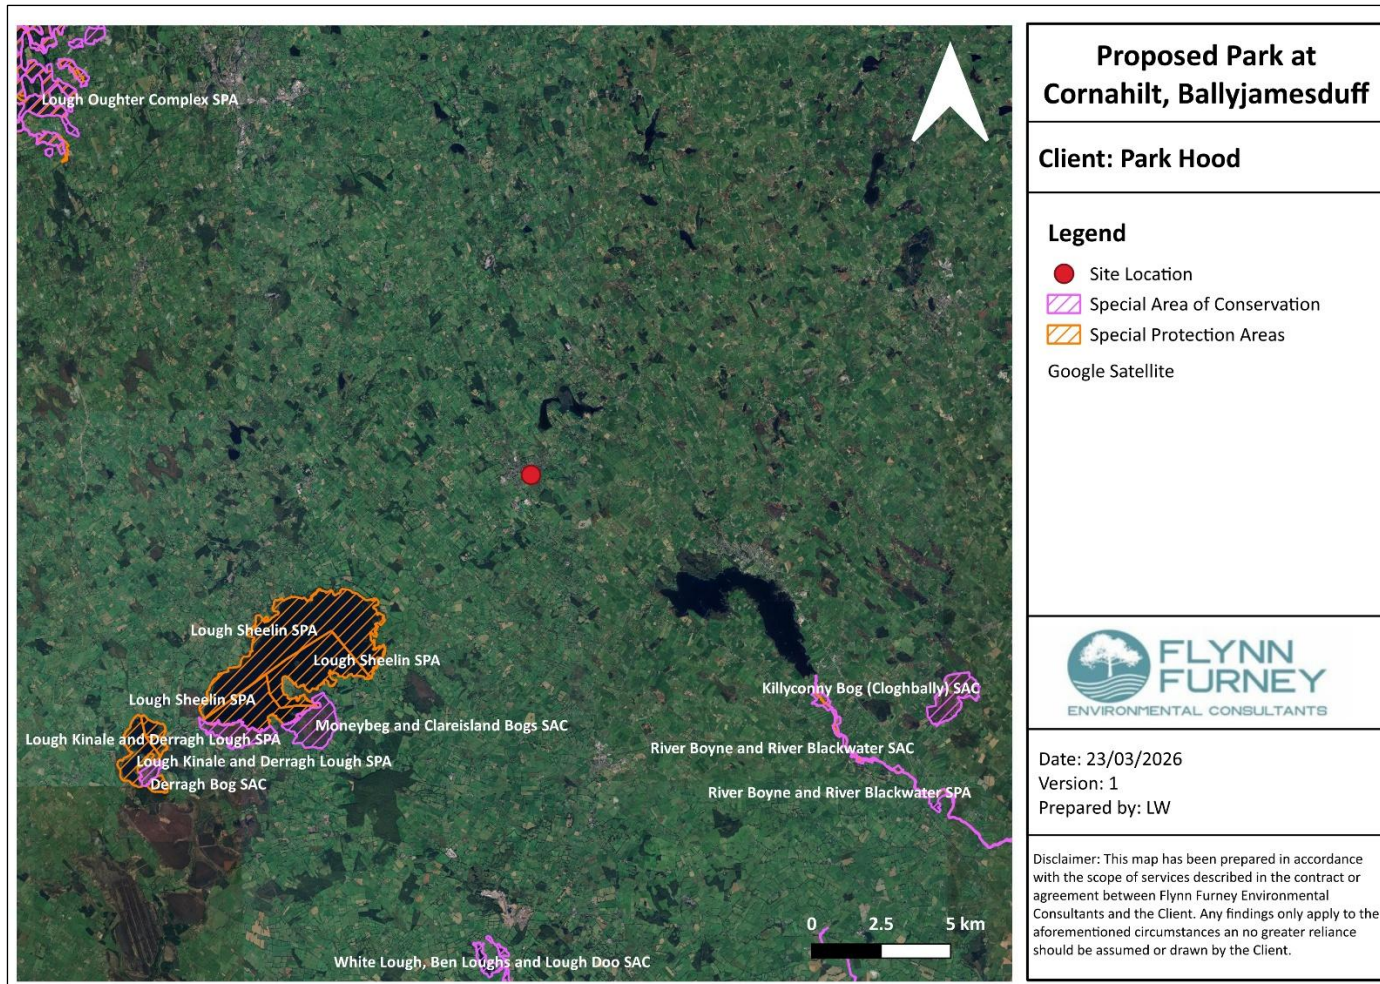 Lough Oughter Complex SPA
Lough Sheelin SPA
Lough Sheelin SPA
Lough Sheelin SPA
Killyconny Bog (Cloghbally) SAC
Moneybeg and Clareisland Bogs SAC
Lough Kinale and Derragh Lough SPA
River Boyne and River Blackwater SAC
Lough Kinale and Derragh Lough SPA
Derragh Bog SAC
River Boyne and River Blackwater SPA
White Lough, Ben Loughs and Lough Doo SAC
0 2.5 5 km
Proposed Park at
Cornahilt, Ballyjamesduff
Client: Park Hood
Legend
Site Location
Special Area of Conservation
Special Protection Areas
Google Satellite
FLYNN
FURNEY
ENVIRONMENTAL CONSULTANTS
Date: 23/03/2026
Version: 1
Prepared by: LW
Disclaimer: This map has been prepared in accordance
with the scope of services described in the contract or
agreement between Flynn Furney Environmental
Consultants and the Client. Any findings only apply to the
aforementioned circumstances an no greater reliance
should be assumed or drawn by the Client.